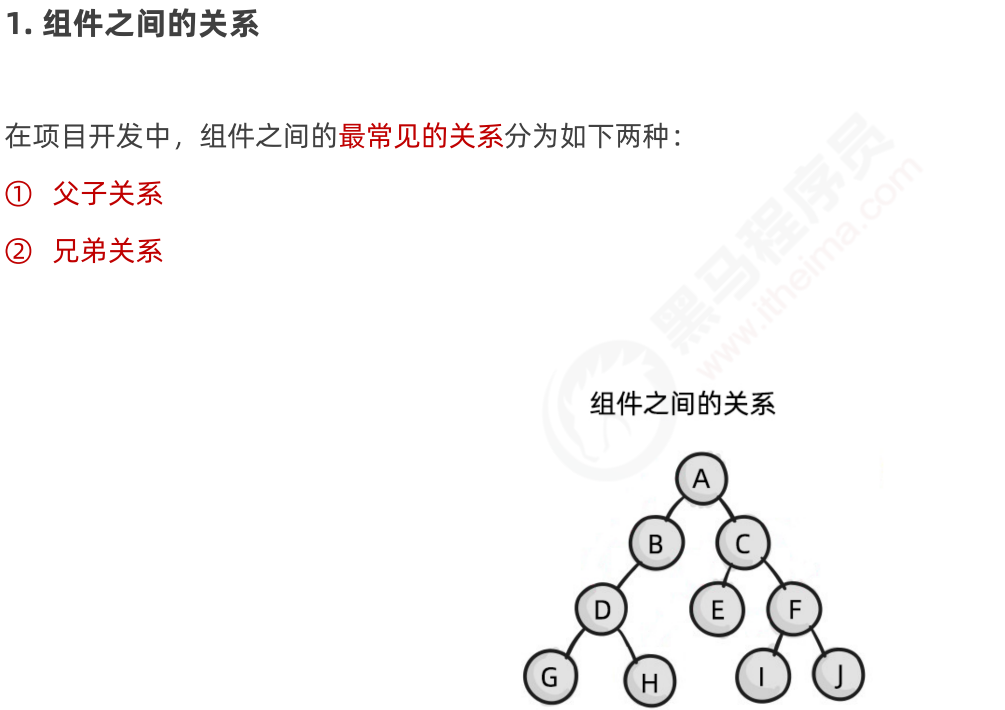 1. 组件之间的关系
在项目开发中，组件之间的最常见的关系分为如下两种：
① 父子关系
② 兄弟关系
黑马程序员
www.itheima.com
组件之间的关系
A
B
C
D
E
F
G
H
I
J